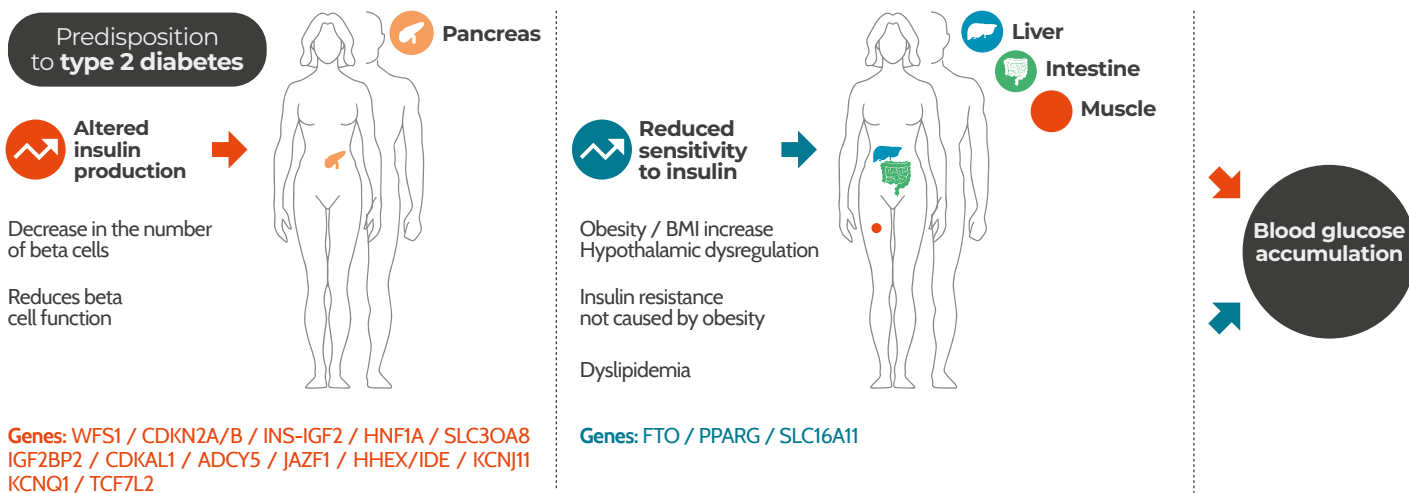 Predisposition
to type 2 diabetes
Pancreas
Altered
insulin
production
Decrease in the number
of beta cells
Reduces beta
cell function
Genes: WFS1 / CDKN2A/B / INS-IGF2 / HNF1A / SLC3OA8
IGF2BP2 / CDKAL1 / ADCY5 / JAZF1 / HHEX/IDE / KCNJ11
KCNQ1 / TCF7L2
Liver
Intestine
Muscle
Reduced
sensitivity
to insulin
Obesity / BMI increase
Hypothalamic dysregulation
Insulin resistance
not caused by obesity
Dyslipidemia
Genes: FTO / PPARG / SLC16A11
Blood glucose
accumulation